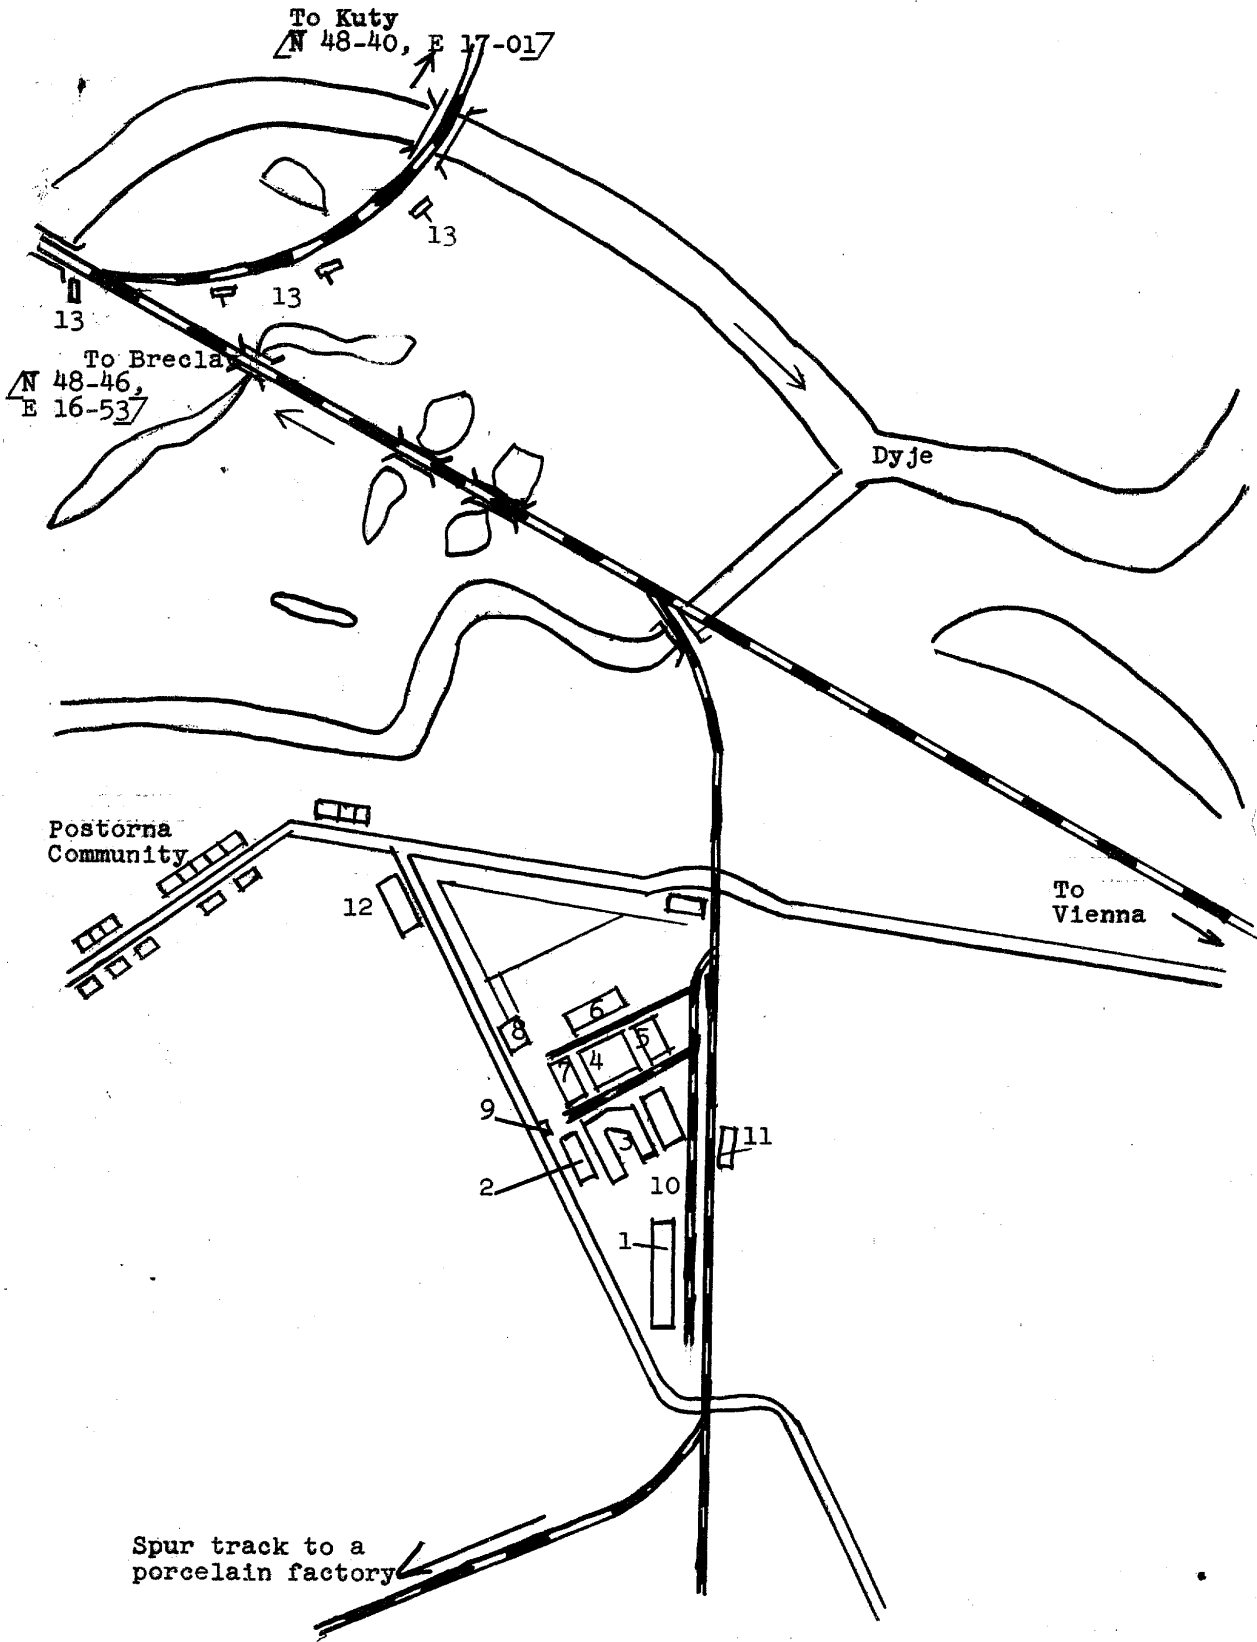 To Kuty
/N 48-40, E 17-01/
13
13
13
To Breclav
/N 48-46,
E 16-53/
Dyje
Postorna
Community
To
Vienna
12
6
8
5
4
7
9
3
11
2
10
1
Spur track to a
porcelain factory